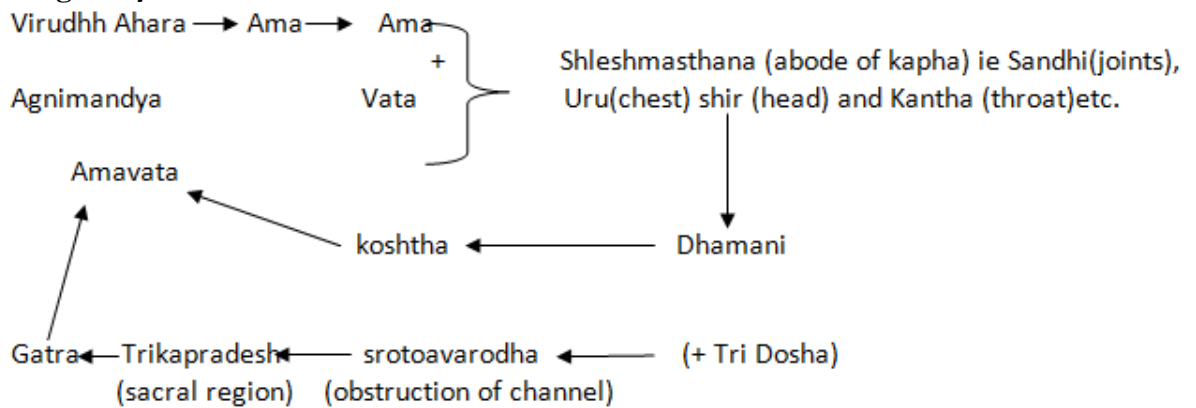 Virudhh Ahara Ama Ama
+
Shleshmasthana (abode of kapha) ie Sandhi(joints),
Agnimandya Vata Uru(chest) shir (head) and Kantha (throat)etc.
Amavata
koshtha Dhamani
Gatra Trikapradesh srotoavarodha (+ Tri Dosha)
(sacral region) (obstruction of channel)